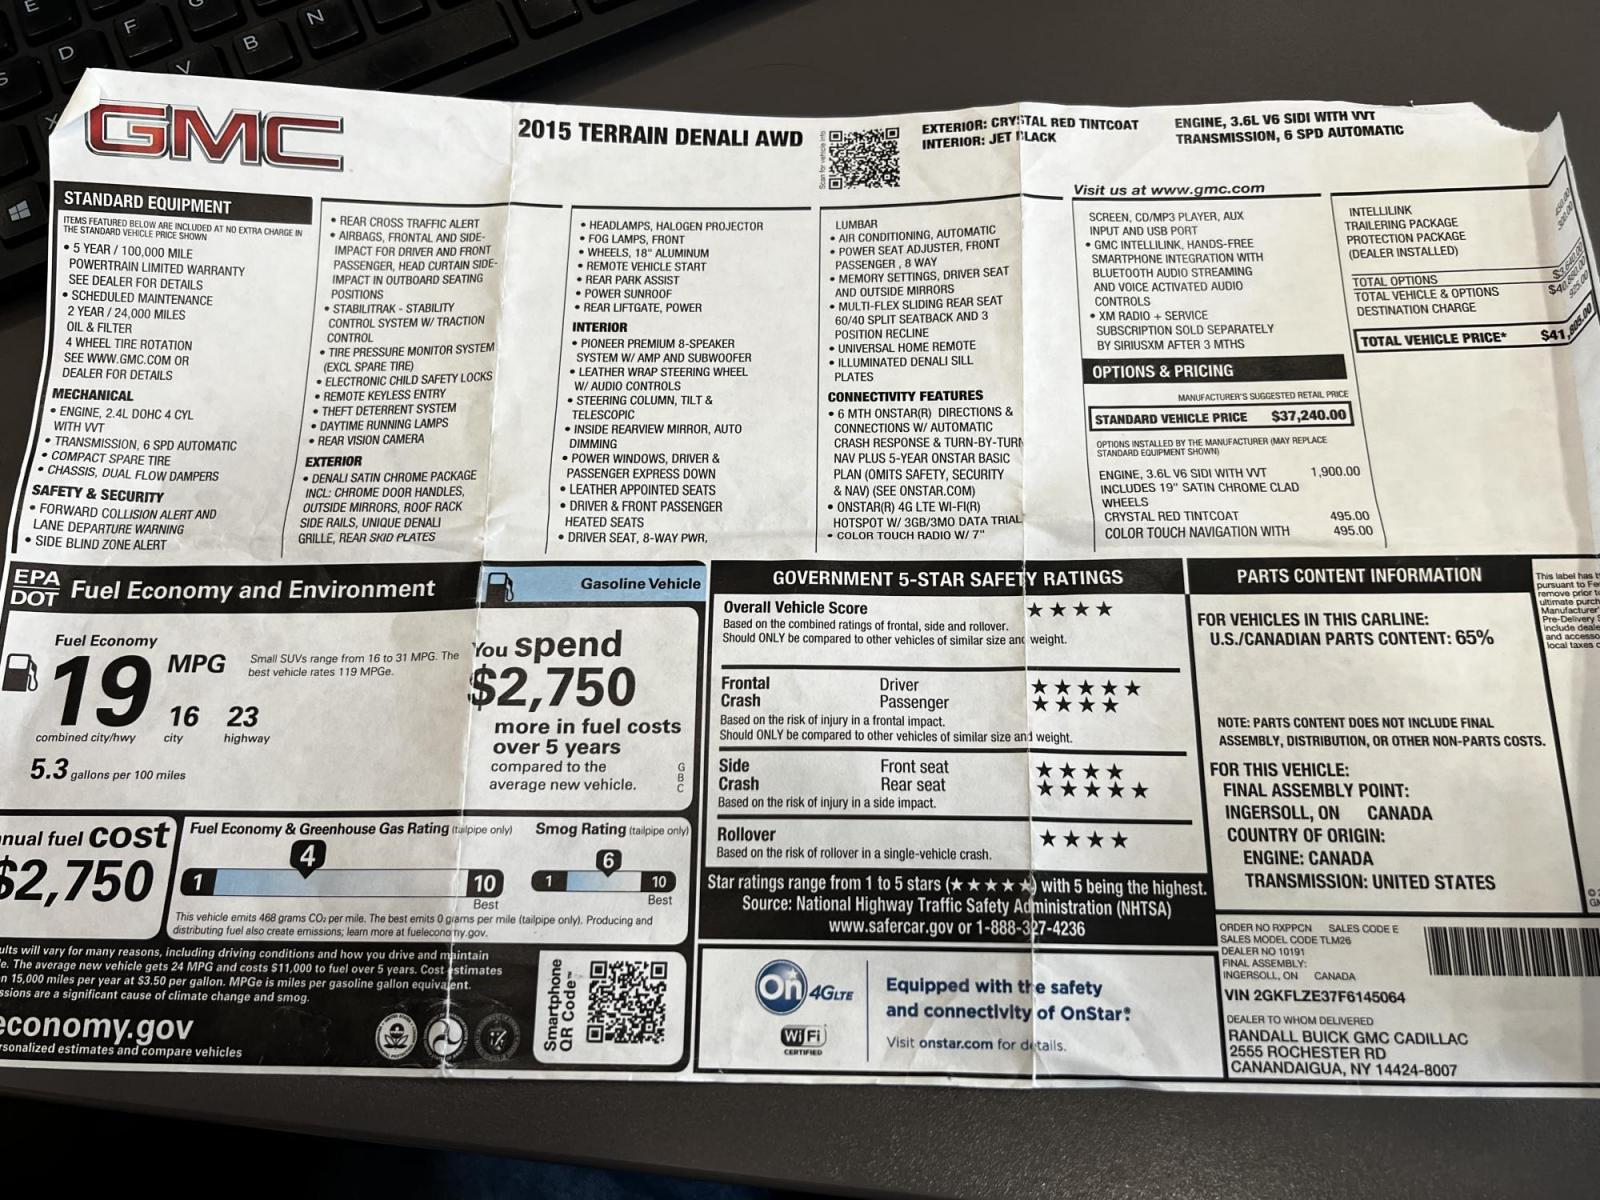 GMC
2015 TERRAIN DENALI AWD
Scan for vehicle info
EXTERIOR: CRYSTAL RED TINTCOAT
INTERIOR: JET BLACK
ENGINE, 3.6L V6 SIDI WITH VVT
TRANSMISSION, 6 SPD AUTOMATIC
Visit us at www.gmc.com
STANDARD EQUIPMENT
ITEMS FEATURED BELOW ARE INCLUDED AT NO EXTRA CHARGE IN
THE STANDARD VEHICLE PRICE SHOWN
• 5 YEAR / 100,000 MILE
POWERTRAIN LIMITED WARRANTY
SEE DEALER FOR DETAILS
• SCHEDULED MAINTENANCE
2 YEAR / 24,000 MILES
OIL & FILTER
4 WHEEL TIRE ROTATION
SEE WWW.GMC.COM OR
DEALER FOR DETAILS
MECHANICAL
• ENGINE, 2.4L DOHC 4 CYL
WITH VVT
• TRANSMISSION, 6 SPD AUTOMATIC
• COMPACT SPARE TIRE
• CHASSIS, DUAL FLOW DAMPERS
SAFETY & SECURITY
• FORWARD COLLISION ALERT AND
LANE DEPARTURE WARNING
• SIDE BLIND ZONE ALERT
• REAR CROSS TRAFFIC ALERT
• AIRBAGS, FRONTAL AND SIDE-
IMPACT FOR DRIVER AND FRONT
PASSENGER, HEAD CURTAIN SIDE-
IMPACT IN OUTBOARD SEATING
POSITIONS
• STABILITRAK - STABILITY
CONTROL SYSTEM W/ TRACTION
CONTROL
• TIRE PRESSURE MONITOR SYSTEM
(EXCL SPARE TIRE)
• ELECTRONIC CHILD SAFETY LOCKS
• REMOTE KEYLESS ENTRY
• THEFT DETERRENT SYSTEM
• DAYTIME RUNNING LAMPS
• REAR VISION CAMERA
EXTERIOR
• DENALI SATIN CHROME PACKAGE
INCL: CHROME DOOR HANDLES,
OUTSIDE MIRRORS, ROOF RACK
SIDE RAILS, UNIQUE DENALI
GRILLE, REAR SKID PLATES
• HEADLAMPS, HALOGEN PROJECTOR
• FOG LAMPS, FRONT
• WHEELS, 18" ALUMINUM
• REMOTE VEHICLE START
• REAR PARK ASSIST
• POWER SUNROOF
• REAR LIFTGATE, POWER
INTERIOR
• PIONEER PREMIUM 8-SPEAKER
SYSTEM W/ AMP AND SUBWOOFER
• LEATHER WRAP STEERING WHEEL
W/ AUDIO CONTROLS
• STEERING COLUMN, TILT &
TELESCOPIC
• INSIDE REARVIEW MIRROR, AUTO
DIMMING
• POWER WINDOWS, DRIVER &
PASSENGER EXPRESS DOWN
• LEATHER APPOINTED SEATS
• DRIVER & FRONT PASSENGER
HEATED SEATS
• DRIVER SEAT, 8-WAY PWR,
LUMBAR
• AIR CONDITIONING, AUTOMATIC
• POWER SEAT ADJUSTER, FRONT
PASSENGER , 8 WAY
• MEMORY SETTINGS, DRIVER SEAT
AND OUTSIDE MIRRORS
• MULTI-FLEX SLIDING REAR SEAT
60/40 SPLIT SEATBACK AND 3
POSITION RECLINE
• UNIVERSAL HOME REMOTE
• ILLUMINATED DENALI SILL
PLATES
CONNECTIVITY FEATURES
• 6 MTH ONSTAR(R) DIRECTIONS &
CONNECTIONS W/ AUTOMATIC
CRASH RESPONSE & TURN-BY-TURN
NAV PLUS 5-YEAR ONSTAR BASIC
PLAN (OMITS SAFETY, SECURITY
& NAV) (SEE ONSTAR.COM)
• ONSTAR(R) 4G LTE WI-FI(R)
HOTSPOT W/ 3GB/3MO DATA TRIAL
• COLOR TOUCH RADIO W/ 7"
SCREEN, CD/MP3 PLAYER, AUX
INPUT AND USB PORT
• GMC INTELLILINK, HANDS-FREE
SMARTPHONE INTEGRATION WITH
BLUETOOTH AUDIO STREAMING
AND VOICE ACTIVATED AUDIO
CONTROLS
• XM RADIO + SERVICE
SUBSCRIPTION SOLD SEPARATELY
BY SIRIUSXM AFTER 3 MTHS
OPTIONS & PRICING
MANUFACTURER'S SUGGESTED RETAIL PRICE
STANDARD VEHICLE PRICE $37,240.00
OPTIONS INSTALLED BY THE MANUFACTURER (MAY REPLACE
STANDARD EQUIPMENT SHOWN)
ENGINE, 3.6L V6 SIDI WITH VVT 1,900.00
INCLUDES 19" SATIN CHROME CLAD
WHEELS
CRYSTAL RED TINTCOAT 495.00
COLOR TOUCH NAVIGATION WITH 495.00
INTELLILINK
TRAILERING PACKAGE
PROTECTION PACKAGE
(DEALER INSTALLED)
TOTAL OPTIONS
TOTAL VEHICLE & OPTIONS
DESTINATION CHARGE 925.00
TOTAL VEHICLE PRICE* $41,805.00
EPA
DOT
Fuel Economy and Environment
Gasoline Vehicle
Fuel Economy
19 MPG
combined city/hwy
16 city
23 highway
Small SUVs range from 16 to 31 MPG. The
best vehicle rates 119 MPGe.
5.3 gallons per 100 miles
You spend
$2,750
more in fuel costs
over 5 years
compared to the
average new vehicle.
G
B
C
nual fuel cost
$2,750
Fuel Economy & Greenhouse Gas Rating (tailpipe only)
4
1 10
Best
Smog Rating (tailpipe only)
6
1 10
Best
This vehicle emits 468 grams CO₂ per mile. The best emits 0 grams per mile (tailpipe only). Producing and
distributing fuel also create emissions; learn more at fueleconomy.gov.
ults will vary for many reasons, including driving conditions and how you drive and maintain
e. The average new vehicle gets 24 MPG and costs $11,000 to fuel over 5 years. Cost estimates
n 15,000 miles per year at $3.50 per gallon. MPGe is miles per gasoline gallon equivalent.
ssions are a significant cause of climate change and smog.
economy.gov
rsonalized estimates and compare vehicles
Smartphone
QR Code™
GOVERNMENT 5-STAR SAFETY RATINGS
Overall Vehicle Score ★★★★
Based on the combined ratings of frontal, side and rollover.
Should ONLY be compared to other vehicles of similar size and weight.
Frontal Driver ★★★★★
Crash Passenger ★★★★
Based on the risk of injury in a frontal impact.
Should ONLY be compared to other vehicles of similar size and weight.
Side Front seat ★★★★
Crash Rear seat ★★★★★
Based on the risk of injury in a side impact.
Rollover ★★★★
Based on the risk of rollover in a single-vehicle crash.
Star ratings range from 1 to 5 stars (★★★★★) with 5 being the highest.
Source: National Highway Traffic Safety Administration (NHTSA)
www.safercar.gov or 1-888-327-4236
On 4GLTE
WiFi
CERTIFIED
Equipped with the safety
and connectivity of OnStar®
Visit onstar.com for details.
PARTS CONTENT INFORMATION
FOR VEHICLES IN THIS CARLINE:
U.S./CANADIAN PARTS CONTENT: 65%
NOTE: PARTS CONTENT DOES NOT INCLUDE FINAL
ASSEMBLY, DISTRIBUTION, OR OTHER NON-PARTS COSTS.
FOR THIS VEHICLE:
FINAL ASSEMBLY POINT:
INGERSOLL, ON CANADA
COUNTRY OF ORIGIN:
ENGINE: CANADA
TRANSMISSION: UNITED STATES
ORDER NO RXPPCN SALES CODE E
SALES MODEL CODE TLM26
DEALER NO 10191
FINAL ASSEMBLY:
INGERSOLL, ON CANADA
VIN 2GKFLZE37F6145064
DEALER TO WHOM DELIVERED
RANDALL BUICK GMC CADILLAC
2555 ROCHESTER RD
CANANDAIGUA, NY 14424-8007
This label has b
pursuant to Fe
remove prior t
ultimate purch
Manufacturer'
Pre-Delivery S
include deale
and accesso
local taxes o